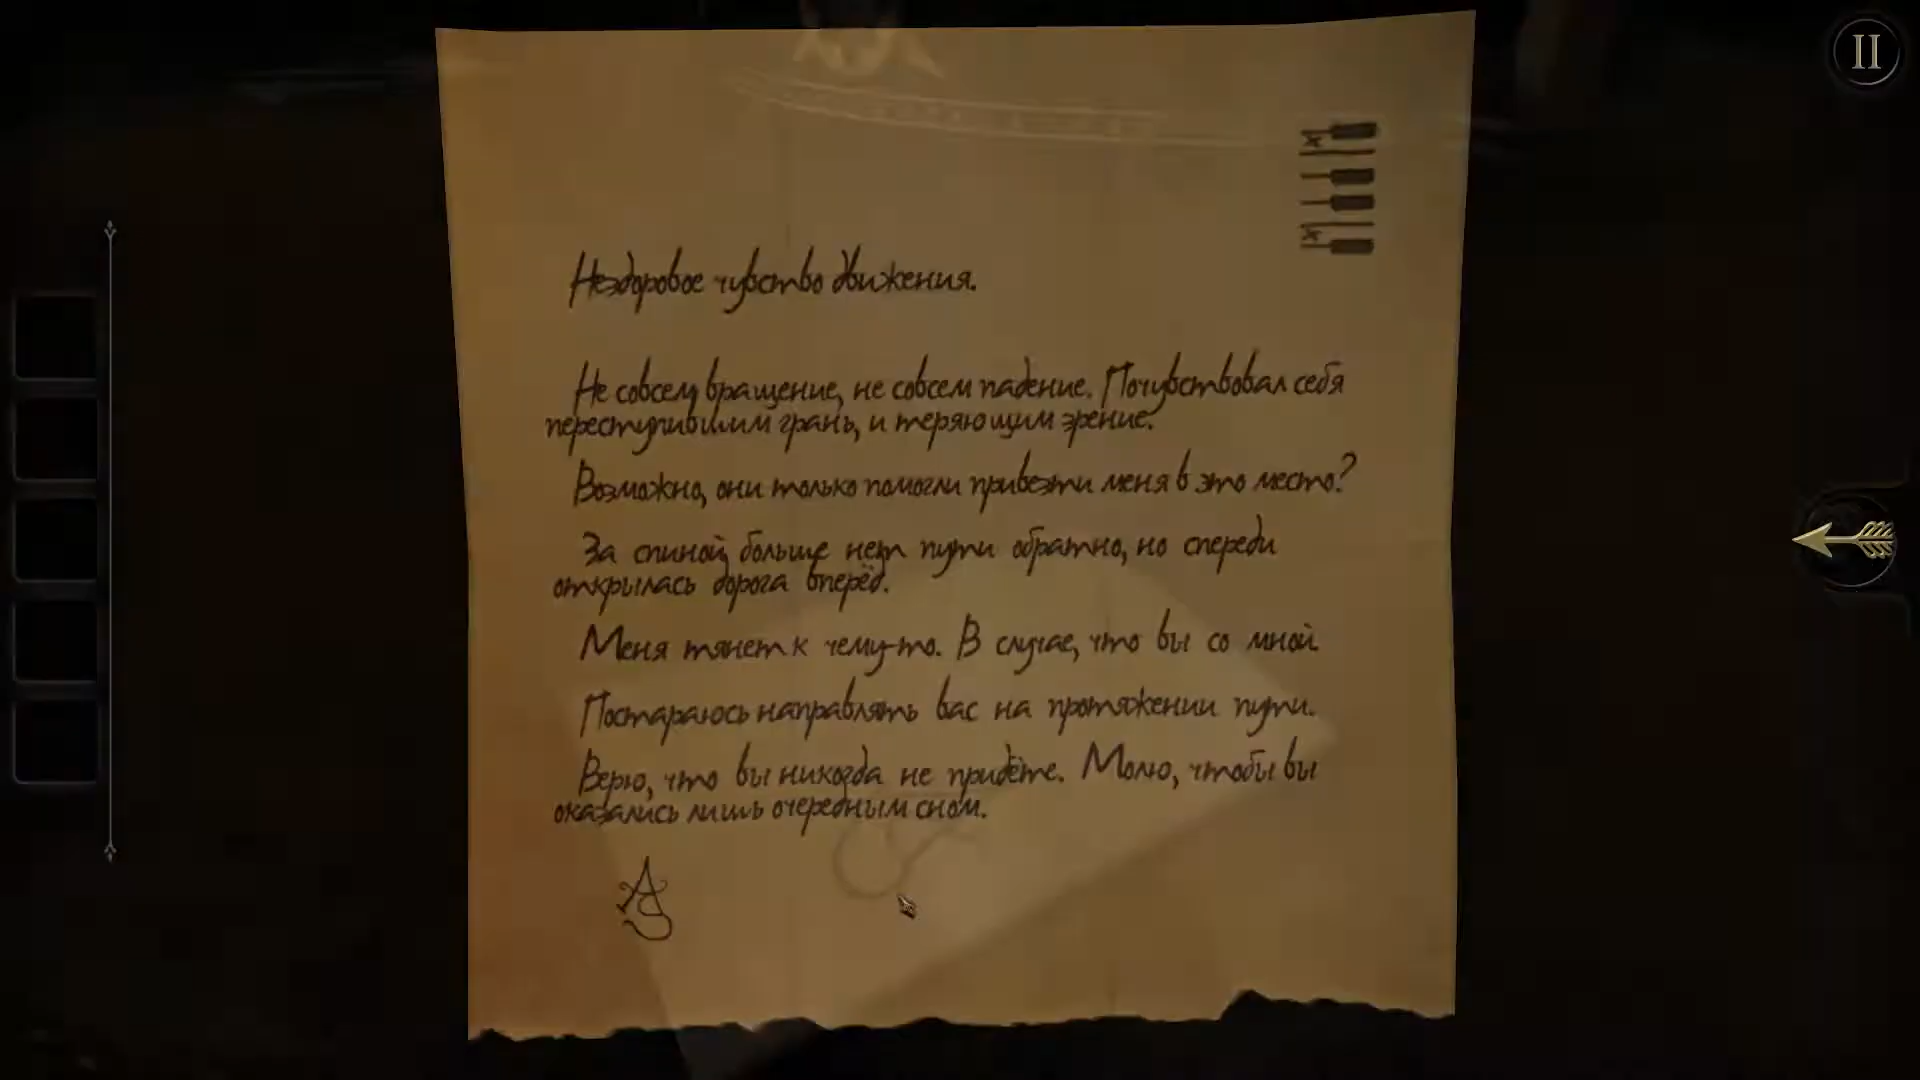 Нездоровое чувство движения.
Не совсем вращение, не совсем падение. Почувствовал себя
переступившим грань, и теряющим зрение.
Возможно, они только помогли привезти меня в это место?
За спиной больше нет пути обратно, но спереди
открылась дорога вперёд.
Меня тянет к чему-то. В случае, что вы со мной.
Постараюсь направлять вас на протяжении пути.
Верю, что вы никогда не придёте. Молю, чтобы вы
оказались лишь очередным сном.
AS
II